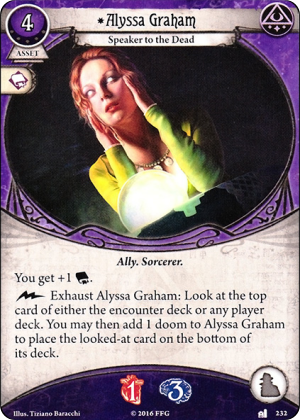 4
*Alyssa Graham
ASSET
Speaker to the Dead
Ally. Sorcerer.
You get +1 .
Exhaust Alyssa Graham: Look at the top
card of either the encounter deck or any player
deck. You may then add 1 doom to Alyssa Graham
to place the looked-at card on the bottom of
its deck.
1
3
Illus. Tiziano Baracchi
© 2016 FFG
232